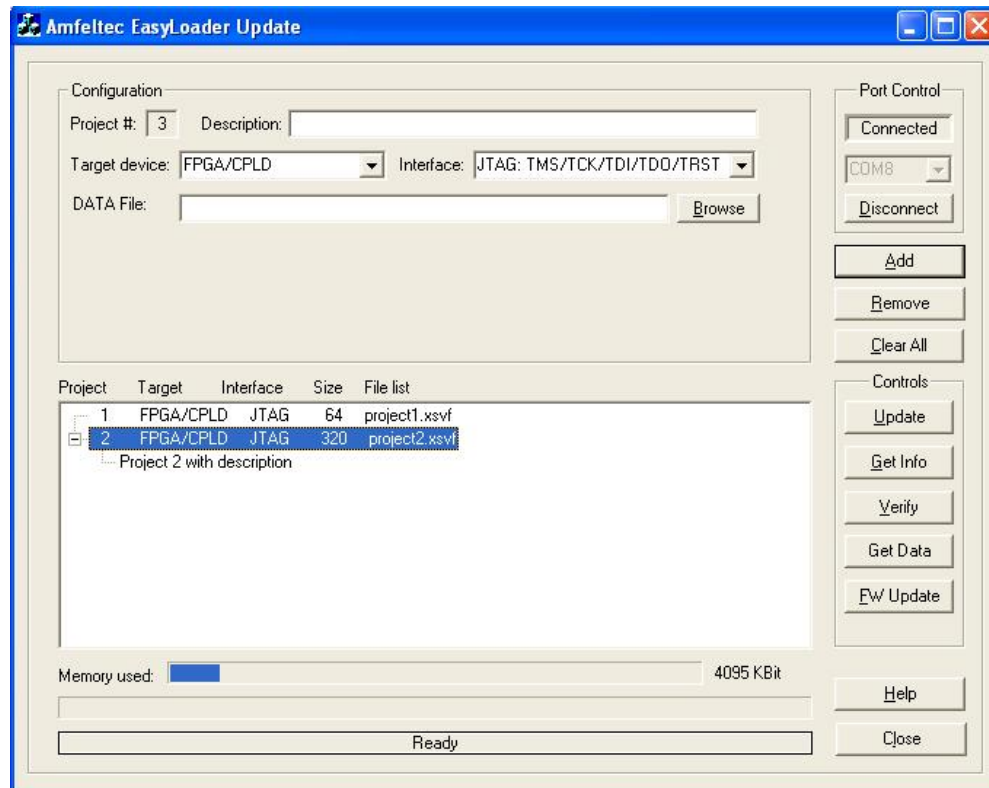 Amfeltec EasyLoader Update
Configuration
Project #: 3 Description:
Target device: FPGA/CPLD Interface: JTAG: TMS/TCK/TDI/TDO/TRST
DATA File: Browse
Port Control
Connected
COM8
Disconnect
Add
Remove
Clear All
Project Target Interface Size File list
1 FPGA/CPLD JTAG 64 project1.xsvf
2 FPGA/CPLD JTAG 320 project2.xsvf
Project 2 with description
Controls
Update
Get Info
Verify
Get Data
FW Update
Memory used: 4095 KBit
Ready
Help
Close